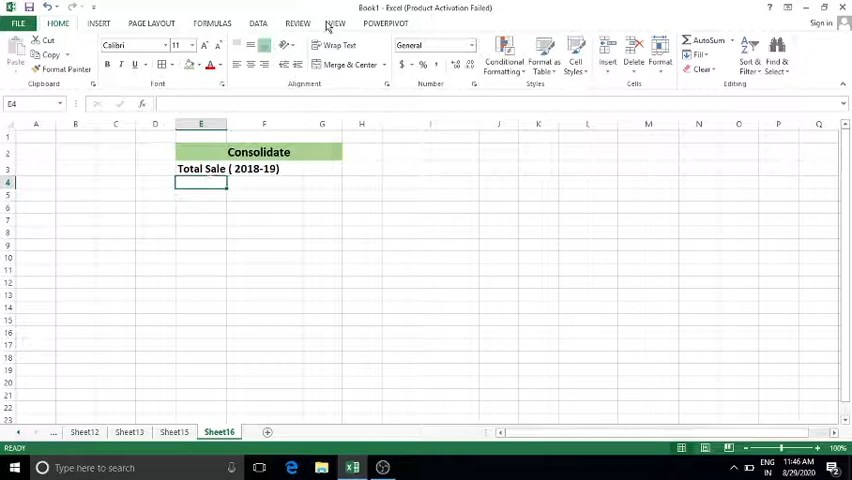 Book1 - Excel (Product Activation Failed)
FILE HOME INSERT PAGE LAYOUT FORMULAS DATA REVIEW VIEW POWERPIVOT Sign in
Paste
Cut
Copy
Format Painter
Clipboard
Calibri 11
B I U
Font
Wrap Text
Merge & Center
Alignment
General
$ % ,
Number
Conditional Formatting
Format as Table
Cell Styles
Styles
Insert Delete Format
Cells
AutoSum
Fill
Clear
Sort & Filter
Find & Select
Editing
E4 fx
A B C D E F G H I J K L M N O P Q
1
2 Consolidate
3 Total Sale ( 2018-19)
4
5
6
7
8
9
10
11
12
13
14
15
16
17
18
19
20
21
22
23
... Sheet12 Sheet13 Sheet15 Sheet16
READY 100%
Type here to search
ENG
IN
11:46 AM
8/29/2020
2